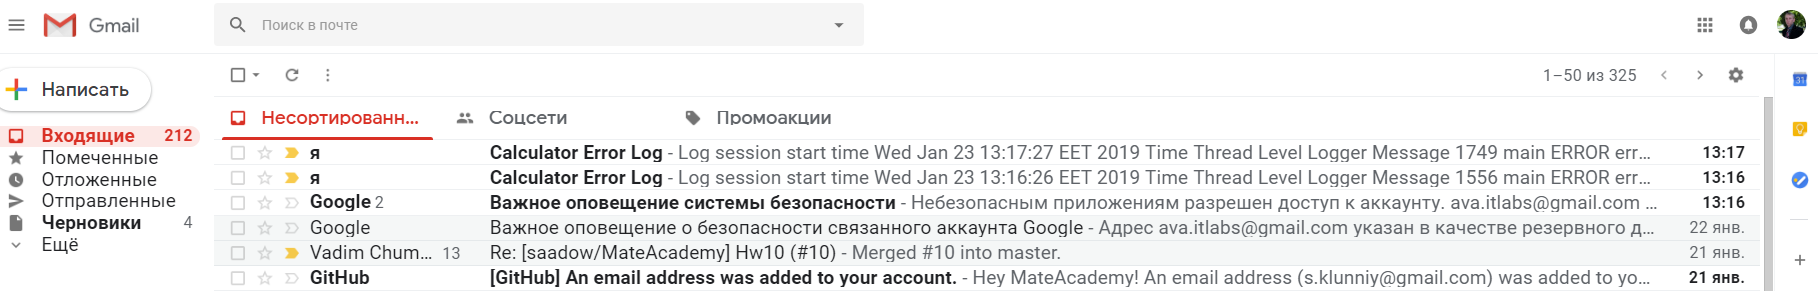 Gmail
Поиск в почте
Написать
1–50 из 325
31
Несортированн...
Соцсети
Промоакции
Входящие 212
Помеченные
Отложенные
Отправленные
Черновики 4
Ещё
я Calculator Error Log - Log session start time Wed Jan 23 13:17:27 EET 2019 Time Thread Level Logger Message 1749 main ERROR err... 13:17
я Calculator Error Log - Log session start time Wed Jan 23 13:16:26 EET 2019 Time Thread Level Logger Message 1556 main ERROR err... 13:16
Google 2 Важное оповещение системы безопасности - Небезопасным приложениям разрешен доступ к аккаунту. ava.itlabs@gmail.com ... 13:16
Google Важное оповещение о безопасности связанного аккаунта Google - Адрес ava.itlabs@gmail.com указан в качестве резервного д... 22 янв.
Vadim Chum... 13 Re: [saadow/MateAcademy] Hw10 (#10) - Merged #10 into master. 21 янв.
GitHub [GitHub] An email address was added to your account. - Hey MateAcademy! An email address (s.klunniy@gmail.com) was added to yo... 21 янв.